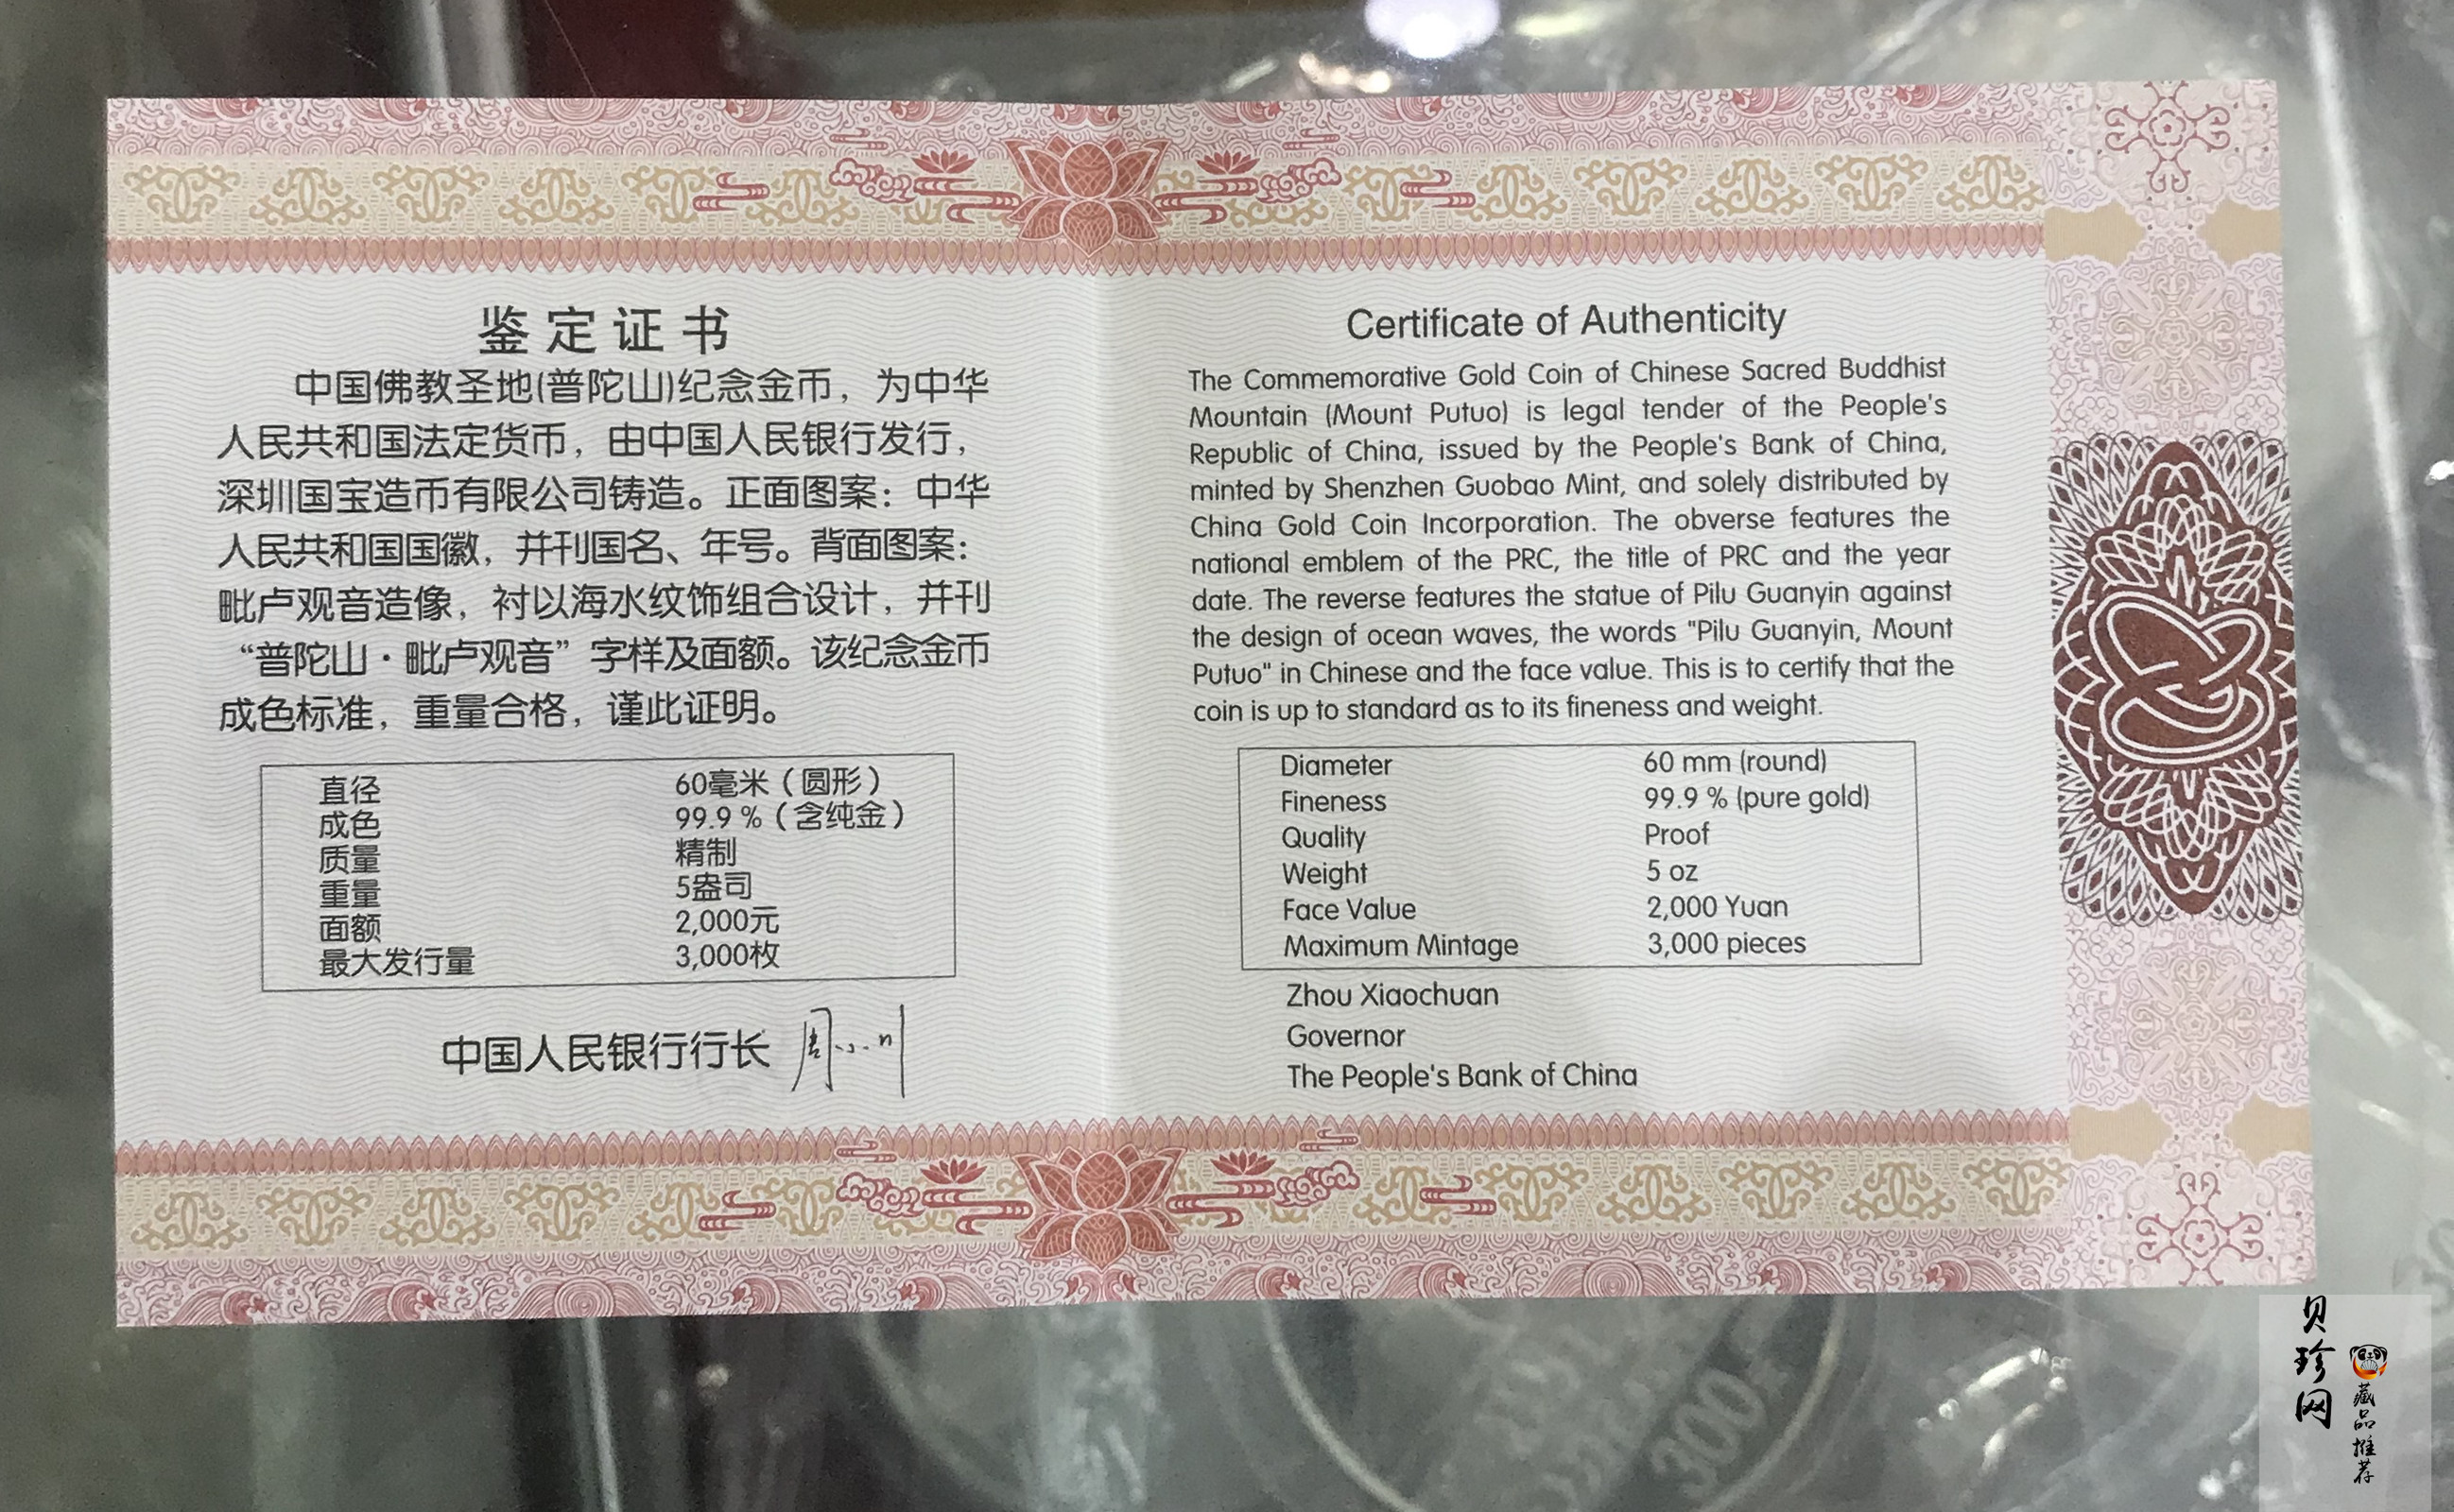 鉴定证书
中国佛教圣地(普陀山)纪念金币，为中华
人民共和国法定货币，由中国人民银行发行，
深圳国宝造币有限公司铸造。正面图案：中华
人民共和国国徽，并刊国名、年号。背面图案：
毗卢观音造像，衬以海水纹饰组合设计，并刊
“普陀山·毗卢观音”字样及面额。该纪念金币
成色标准，重量合格，谨此证明。
直径 60毫米（圆形）
成色 99.9 %（含纯金）
质量 精制
重量 5盎司
面额 2,000元
最大发行量 3,000枚
中国人民银行行长 周小川
Certificate of Authenticity
The Commemorative Gold Coin of Chinese Sacred Buddhist
Mountain (Mount Putuo) is legal tender of the People's
Republic of China, issued by the People's Bank of China,
minted by Shenzhen Guobao Mint, and solely distributed by
China Gold Coin Incorporation. The obverse features the
national emblem of the PRC, the title of PRC and the year
date. The reverse features the statue of Pilu Guanyin against
the design of ocean waves, the words "Pilu Guanyin, Mount
Putuo" in Chinese and the face value. This is to certify that the
coin is up to standard as to its fineness and weight.
Diameter 60 mm (round)
Fineness 99.9 % (pure gold)
Quality Proof
Weight 5 oz
Face Value 2,000 Yuan
Maximum Mintage 3,000 pieces
Zhou Xiaochuan
Governor
The People's Bank of China
300元
贝珍网
藏品推荐